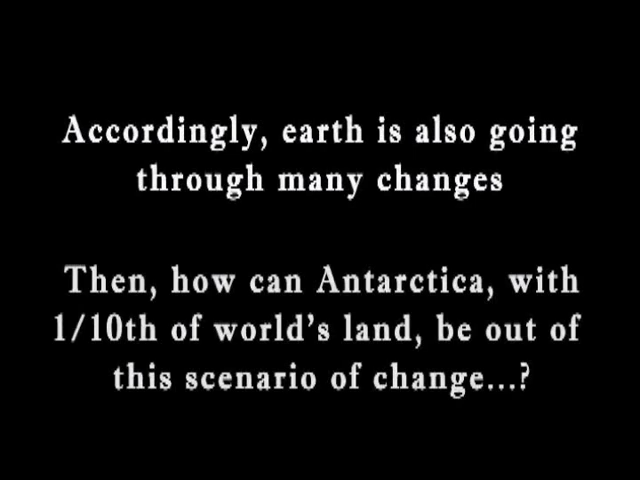 Accordingly, earth is also going
through many changes
Then, how can Antarctica, with
1/10th of world's land, be out of
this scenario of change...?